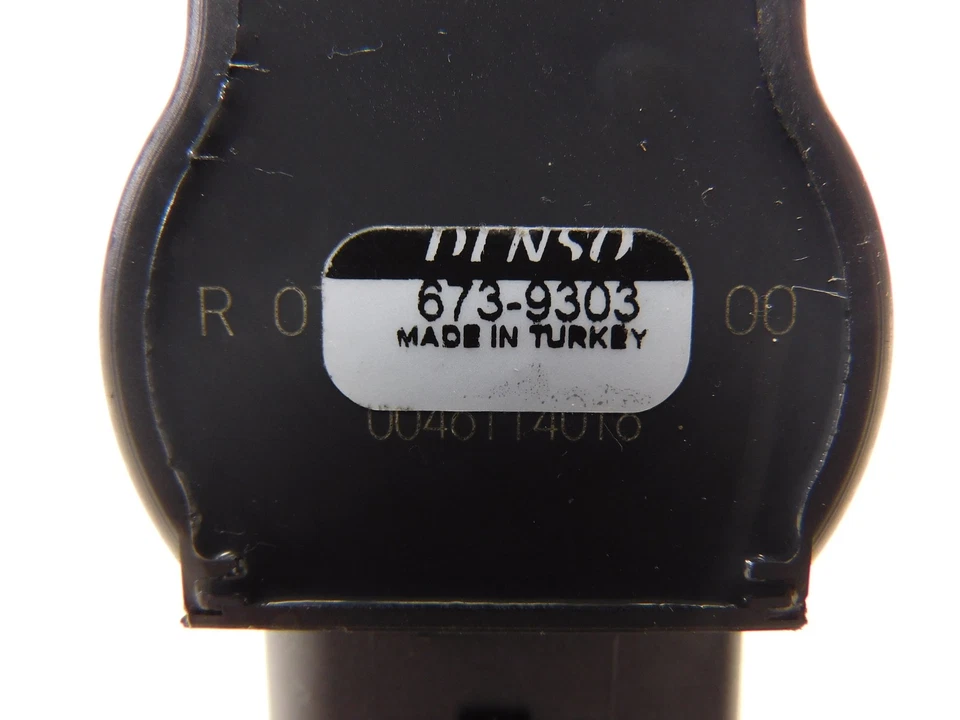 DENSO
R 0 673-9303 00
MADE IN TURKEY
0046114016